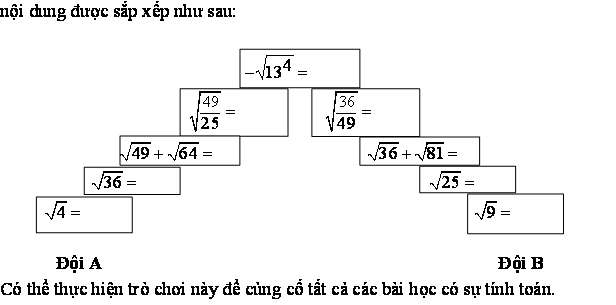 nội dung được sắp xếp như sau:
−√13⁴ =
√(49/25) = √(36/49) =
√49 + √64 = √36 + √81 =
√36 = √25 =
√4 = √9 =
Đội A Đội B
Có thể thực hiện trò chơi này để củng cố tất cả các bài học có sự tính toán.